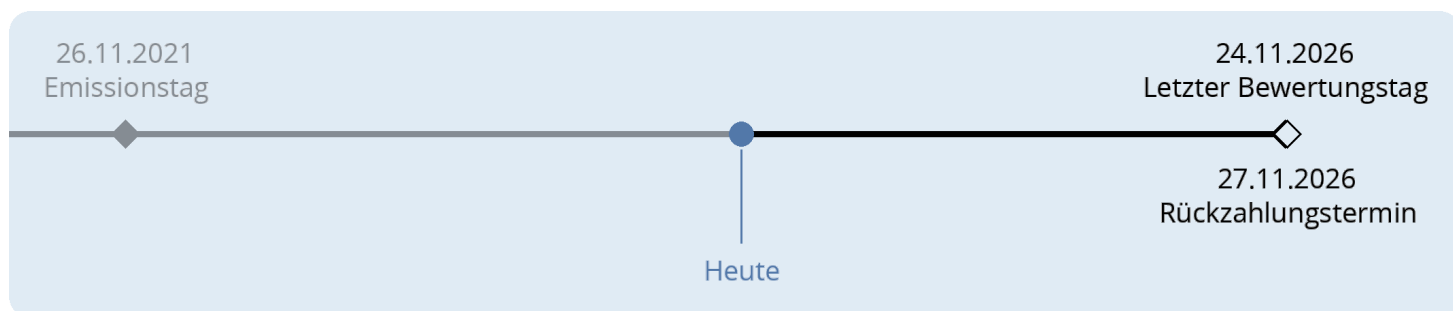 26.11.2021
Emissionstag
24.11.2026
Letzter Bewertungstag
27.11.2026
Rückzahlungstermin
Heute